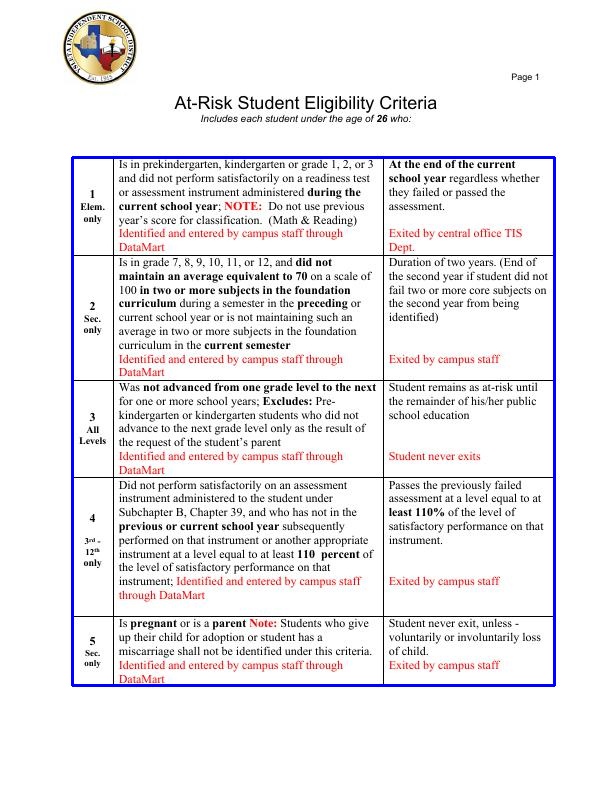 YSLETA INDEPENDENT SCHOOL DISTRICT
Est. 1915
Page 1
At-Risk Student Eligibility Criteria
Includes each student under the age of 26 who:
1
Elem.
only
Is in prekindergarten, kindergarten or grade 1, 2, or 3
and did not perform satisfactorily on a readiness test
or assessment instrument administered during the
current school year; NOTE: Do not use previous
year's score for classification. (Math & Reading)
Identified and entered by campus staff through
DataMart
At the end of the current
school year regardless whether
they failed or passed the
assessment.
Exited by central office TIS
Dept.
2
Sec.
only
Is in grade 7, 8, 9, 10, 11, or 12, and did not
maintain an average equivalent to 70 on a scale of
100 in two or more subjects in the foundation
curriculum during a semester in the preceding or
current school year or is not maintaining such an
average in two or more subjects in the foundation
curriculum in the current semester
Identified and entered by campus staff through
DataMart
Duration of two years. (End of
the second year if student did not
fail two or more core subjects on
the second year from being
identified)
Exited by campus staff
3
All
Levels
Was not advanced from one grade level to the next
for one or more school years; Excludes: Pre-
kindergarten or kindergarten students who did not
advance to the next grade level only as the result of
the request of the student's parent
Identified and entered by campus staff through
DataMart
Student remains as at-risk until
the remainder of his/her public
school education
Student never exits
4
3rd -
12th
only
Did not perform satisfactorily on an assessment
instrument administered to the student under
Subchapter B, Chapter 39, and who has not in the
previous or current school year subsequently
performed on that instrument or another appropriate
instrument at a level equal to at least 110 percent of
the level of satisfactory performance on that
instrument; Identified and entered by campus staff
through DataMart
Passes the previously failed
assessment at a level equal to at
least 110% of the level of
satisfactory performance on that
instrument.
Exited by campus staff
5
Sec.
only
Is pregnant or is a parent Note: Students who give
up their child for adoption or student has a
miscarriage shall not be identified under this criteria.
Identified and entered by campus staff through
DataMart
Student never exit, unless -
voluntarily or involuntarily loss
of child.
Exited by campus staff